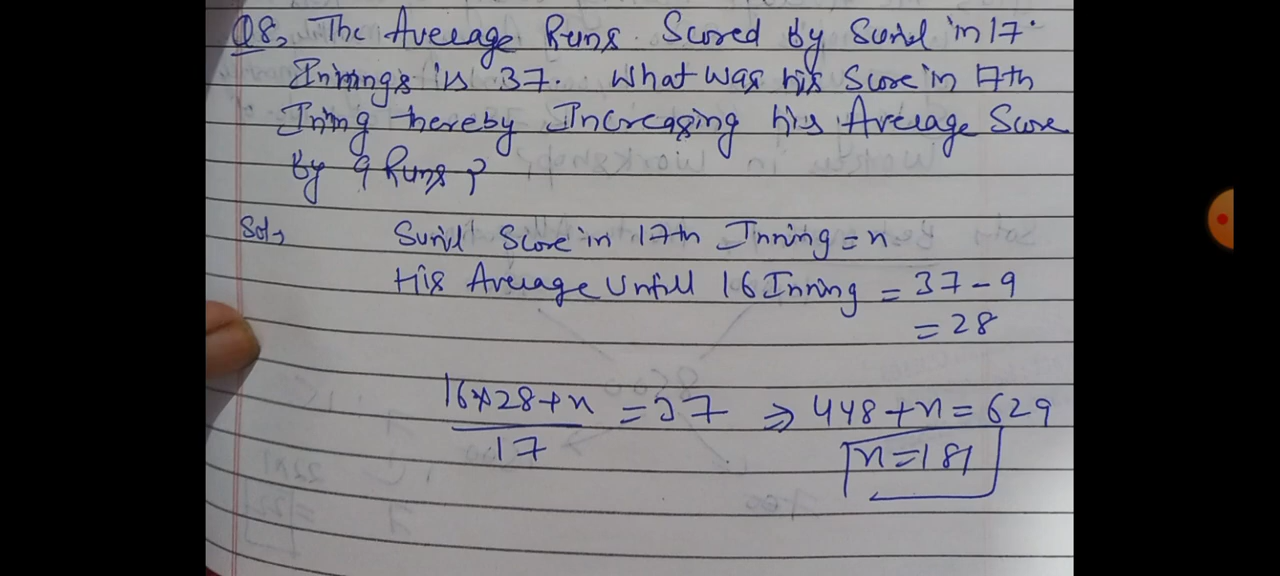 Q8, The Average Runs Scored by Sunil in 17
Innings is 37. What was his Score in 17th
Inning thereby Increasing his Average Score
by 9 Runs?
Sol, Sunil Score in 17th Inning = n
His Average Untill 16 Inning = 37 - 9
= 28
16×28+n / 17 = 37 ⇒ 448+n = 629
n = 181